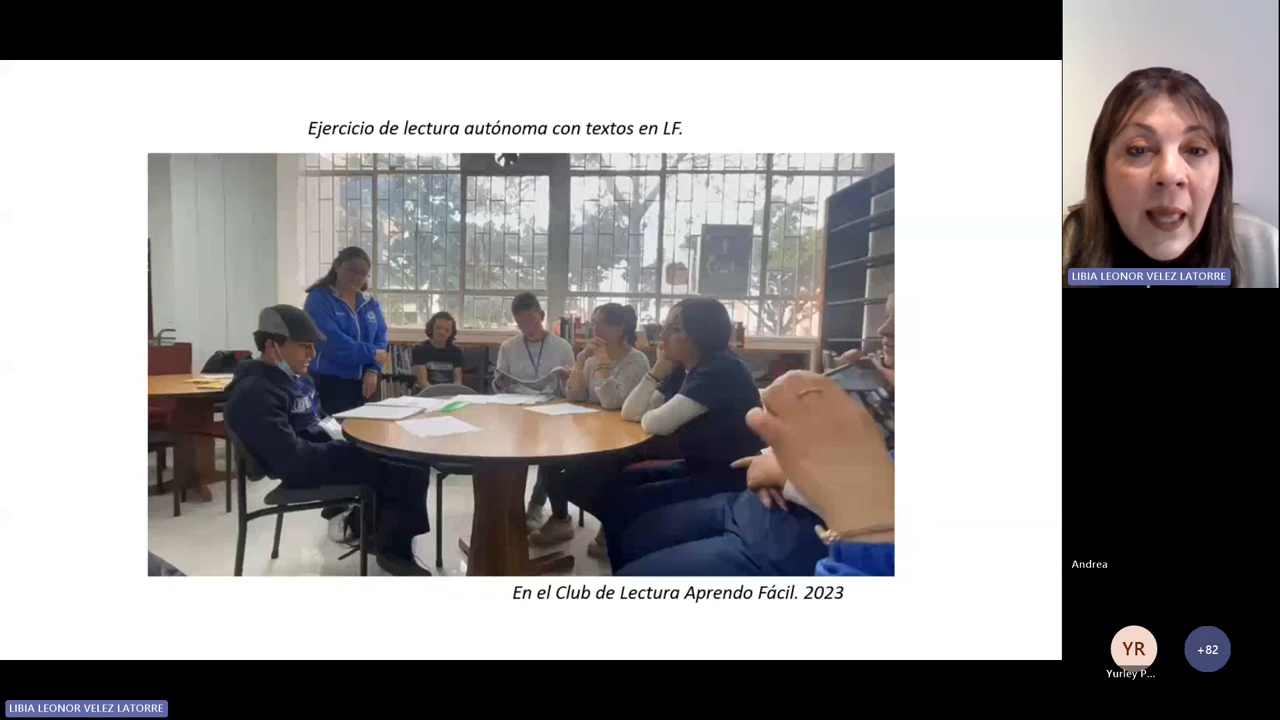 Ejercicio de lectura autónoma con textos en LF.
En el Club de Lectura Aprendo Fácil. 2023
LIBIA LEONOR VELEZ LATORRE
Andrea
YR
+82
Yurley P...
LIBIA LEONOR VELEZ LATORRE